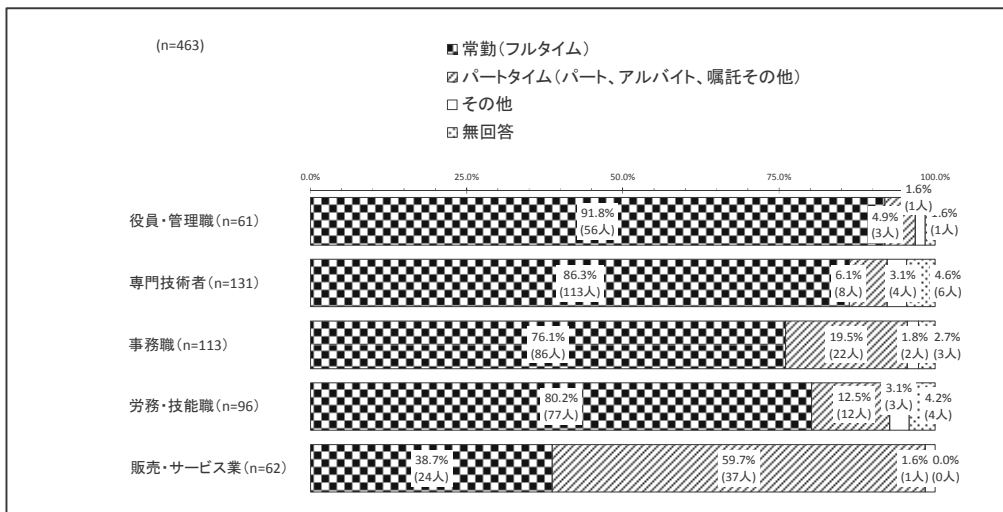 (n=463)
常勤(フルタイム)
パートタイム(パート、アルバイト、嘱託その他)
その他
無回答
0.0% 25.0% 50.0% 75.0% 100.0%
役員・管理職(n=61) 91.8% 4.9% 1.6% .6%
(56人) (3人) (1人) (1人)
専門技術者(n=131) 86.3% 6.1% 3.1% 4.6%
(113人) (8人) (4人) (6人)
事務職(n=113) 76.1% 19.5% 1.8% 2.7%
(86人) (22人) (2人) (3人)
労務・技能職(n=96) 80.2% 12.5% 3.1% 4.2%
(77人) (12人) (3人) (4人)
販売・サービス業(n=62) 38.7% 59.7% 1.6% 0.0%
(24人) (37人) (1人) (0人)